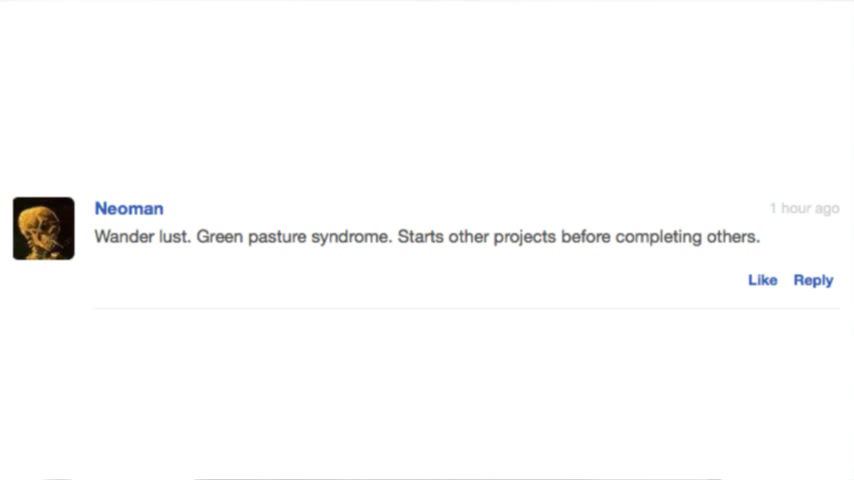 Neoman
1 hour ago
Wander lust. Green pasture syndrome. Starts other projects before completing others.
Like Reply